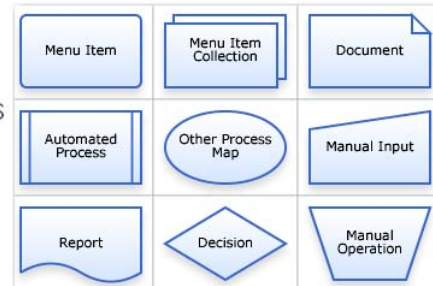 Menu Item
Menu Item
Collection
Document
s
Automated
Process
Other Process
Map
Manual Input
Report
Decision
Manual
Operation